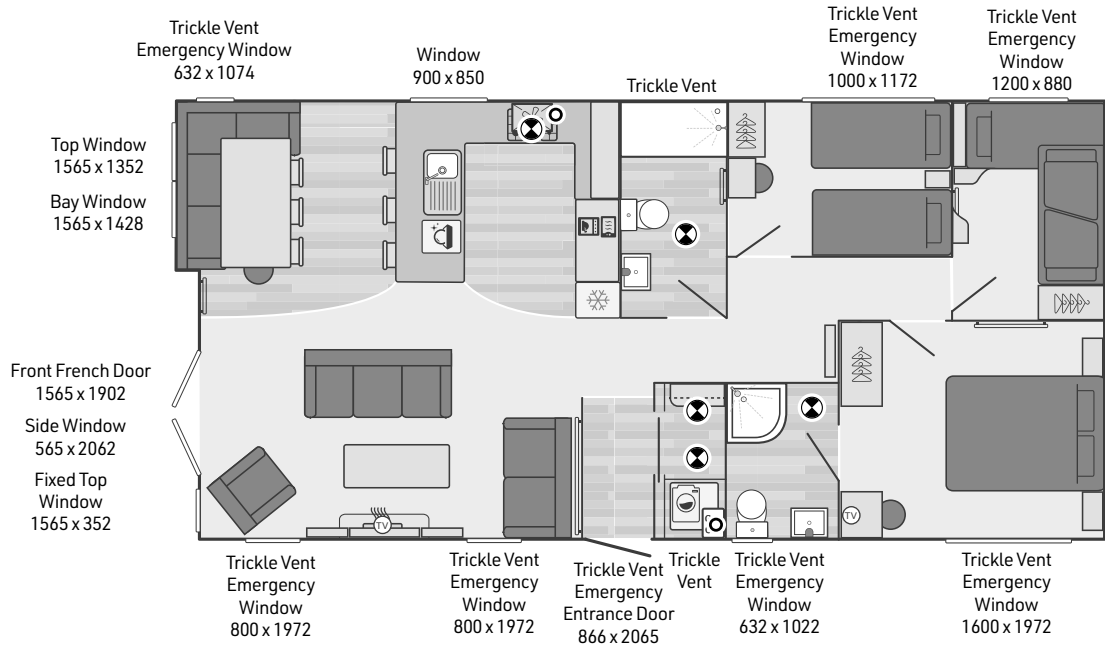 Trickle Vent
Emergency Window
632 x 1074
Window
900 x 850
Trickle Vent
Trickle Vent
Emergency
Window
1000 x 1172
Trickle Vent
Emergency
Window
1200 x 880
Top Window
1565 x 1352
Bay Window
1565 x 1428
Front French Door
1565 x 1902
Side Window
565 x 2062
Fixed Top
Window
1565 x 352
TV
TV
Trickle Vent
Emergency
Window
800 x 1972
Trickle Vent
Emergency
Window
800 x 1972
Trickle Vent
Emergency
Entrance Door
866 x 2065
Trickle
Vent
Trickle Vent
Emergency
Window
632 x 1022
Trickle Vent
Emergency
Window
1600 x 1972